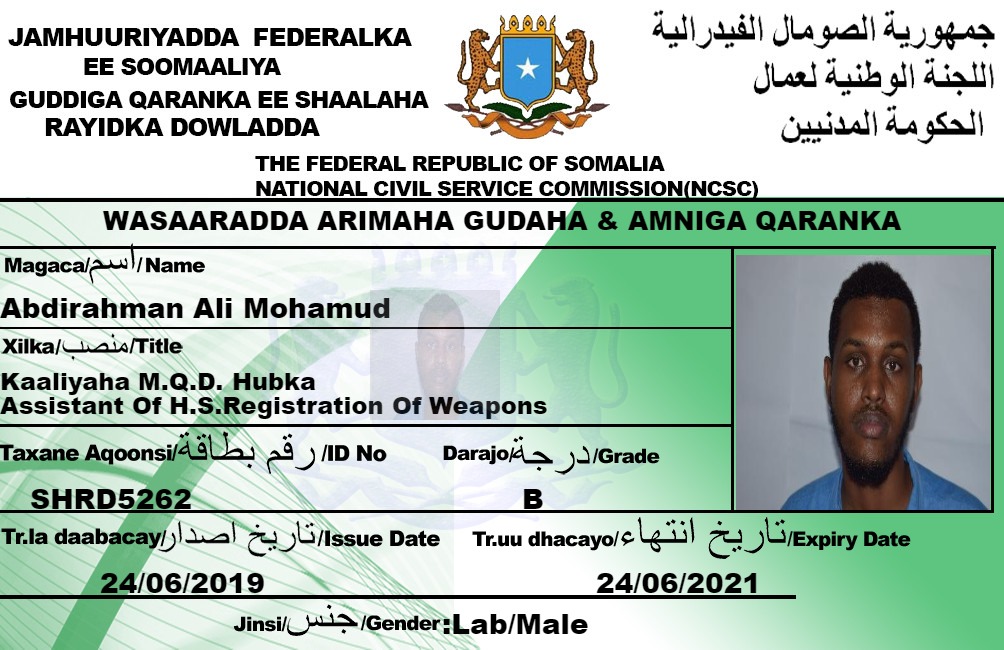 JAMHUURIYADDA FEDERALKA
EE SOOMAALIYA
GUDDIGA QARANKA EE SHAALAHA
RAYIDKA DOWLADDA
جمهورية الصومال الفيدرالية
اللجنة الوطنية لعمال
الحكومة المدنيين
THE FEDERAL REPUBLIC OF SOMALIA
NATIONAL CIVIL SERVICE COMMISSION(NCSC)
WASAARADDA ARIMAHA GUDAHA & AMNIGA QARANKA
Magaca/اسم/Name
Abdirahman Ali Mohamud
Xilka/منصب/Title
Kaaliyaha M.Q.D. Hubka
Assistant Of H.S.Registration Of Weapons
Taxane Aqoonsi/رقم بطاقة/ID No
Darajo/درجة/Grade
SHRD5262
B
Tr.la daabacay/تاريخ اصدار/Issue Date
Tr.uu dhacayo/تاريخ انتهاء/Expiry Date
24/06/2019
24/06/2021
Jinsi/جنس/Gender:Lab/Male